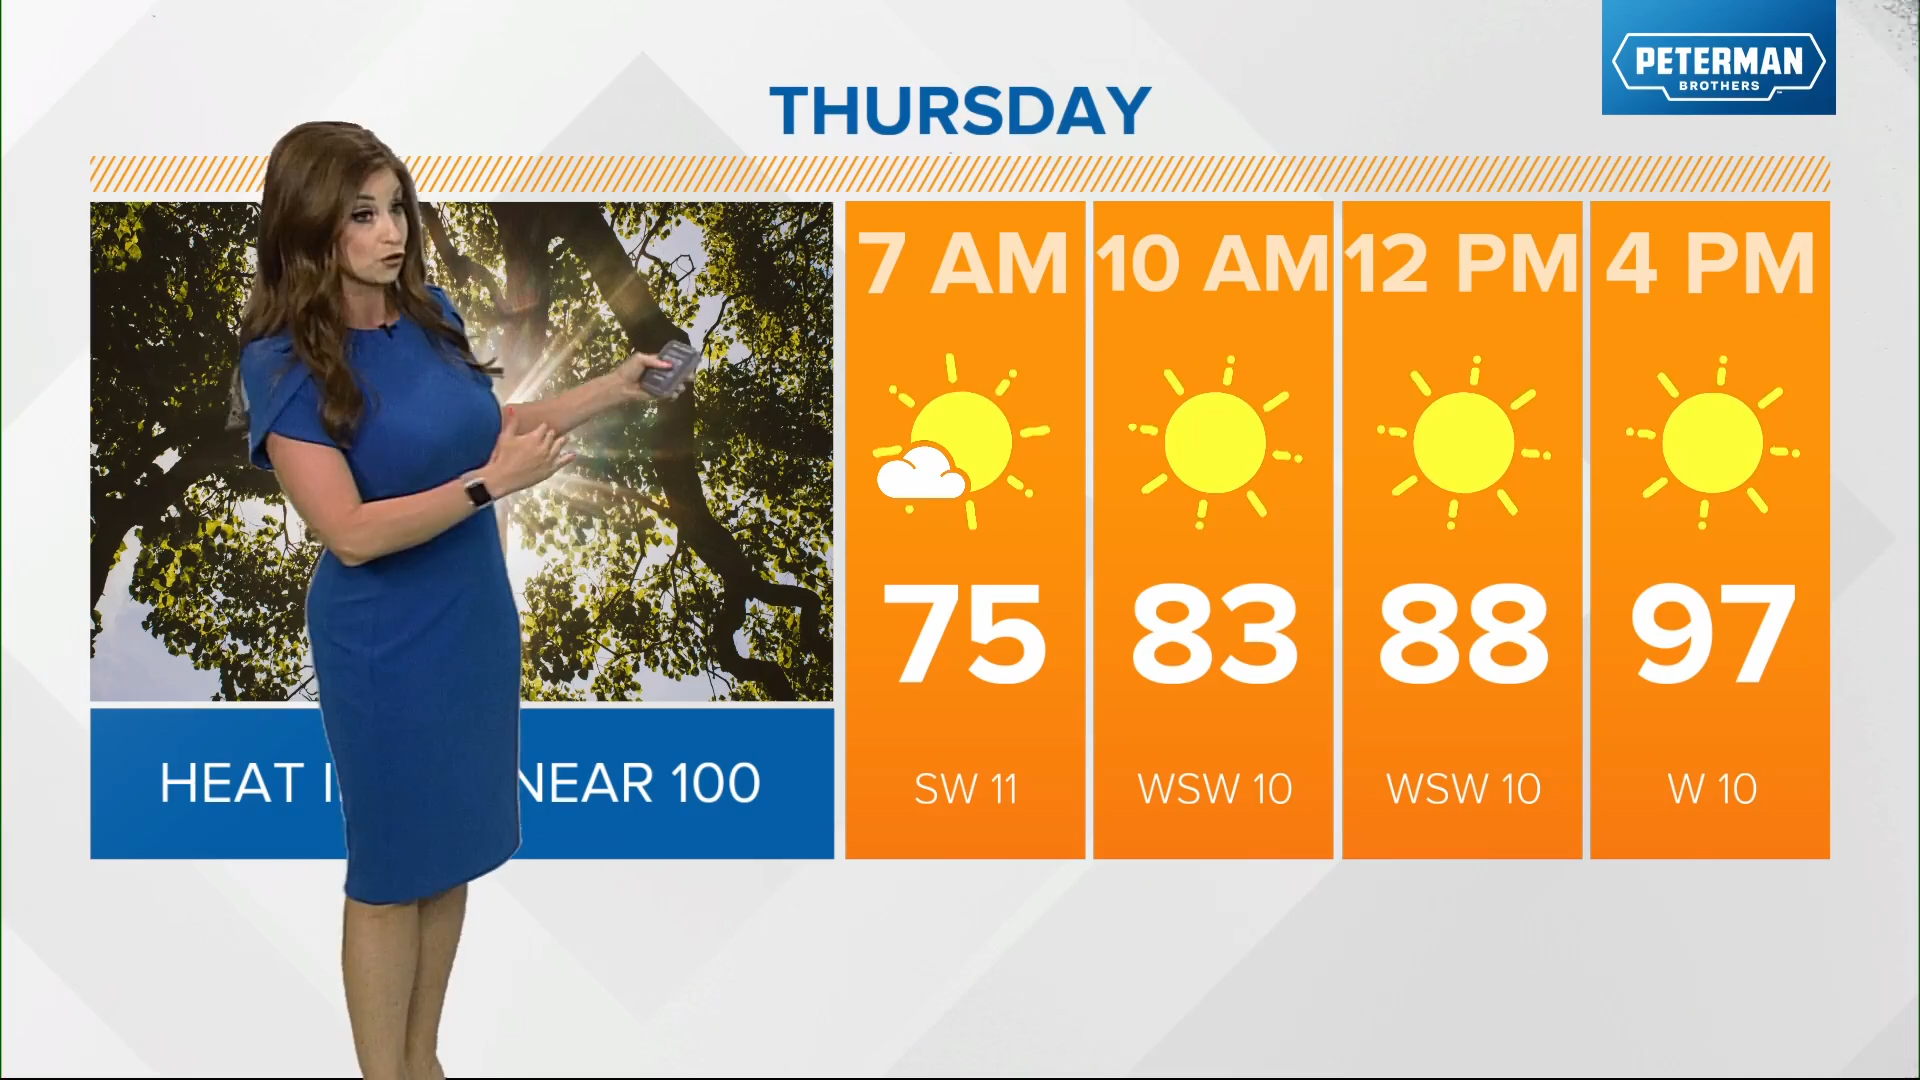 PETERMAN
BROTHERS
THURSDAY
7 AM
75
SW 11
10 AM
83
WSW 10
12 PM
88
WSW 10
4 PM
97
W 10
HEAT NEAR 100